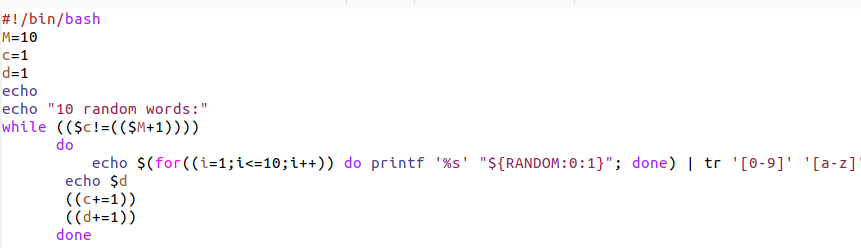 #!/bin/bash
M=10
c=1
d=1
echo
echo "10 random words:"
while (($c!=(($M+1))))
do
echo $(for((i=1;i<=10;i++)) do printf '%s' "${RANDOM:0:1}"; done) | tr '[0-9]' '[a-z]'
echo $d
((c+=1))
((d+=1))
done